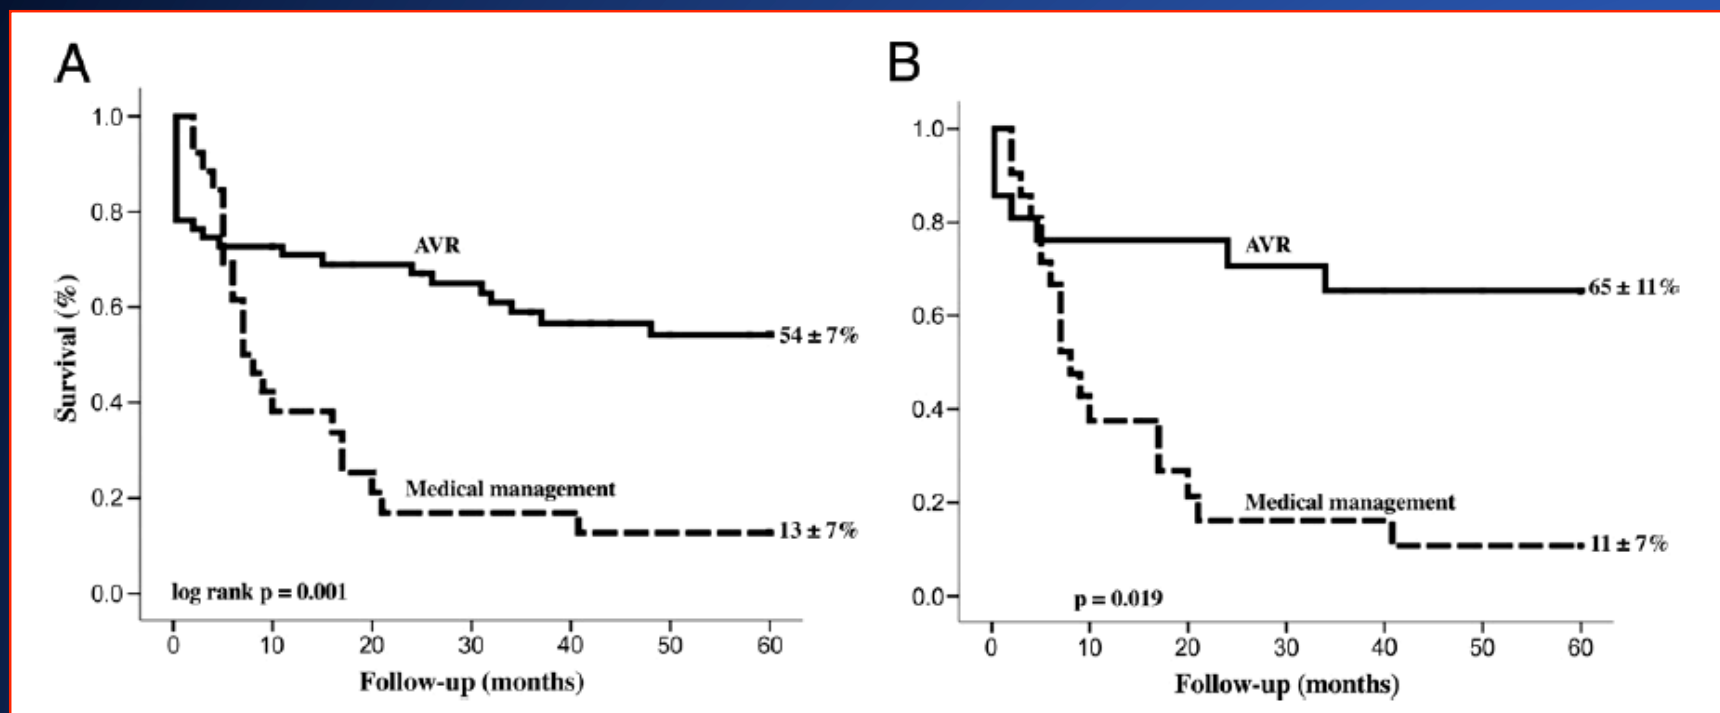 A
Survival (%)
1.0
0.8
0.6
0.4
0.2
0.0
AVR
54 ± 7%
Medical management
13 ± 7%
log rank p = 0.001
0 10 20 30 40 50 60
Follow-up (months)
B
1.0
0.8
0.6
0.4
0.2
0.0
AVR
65 ± 11%
Medical management
11 ± 7%
p = 0.019
0 10 20 30 40 50 60
Follow-up (months)